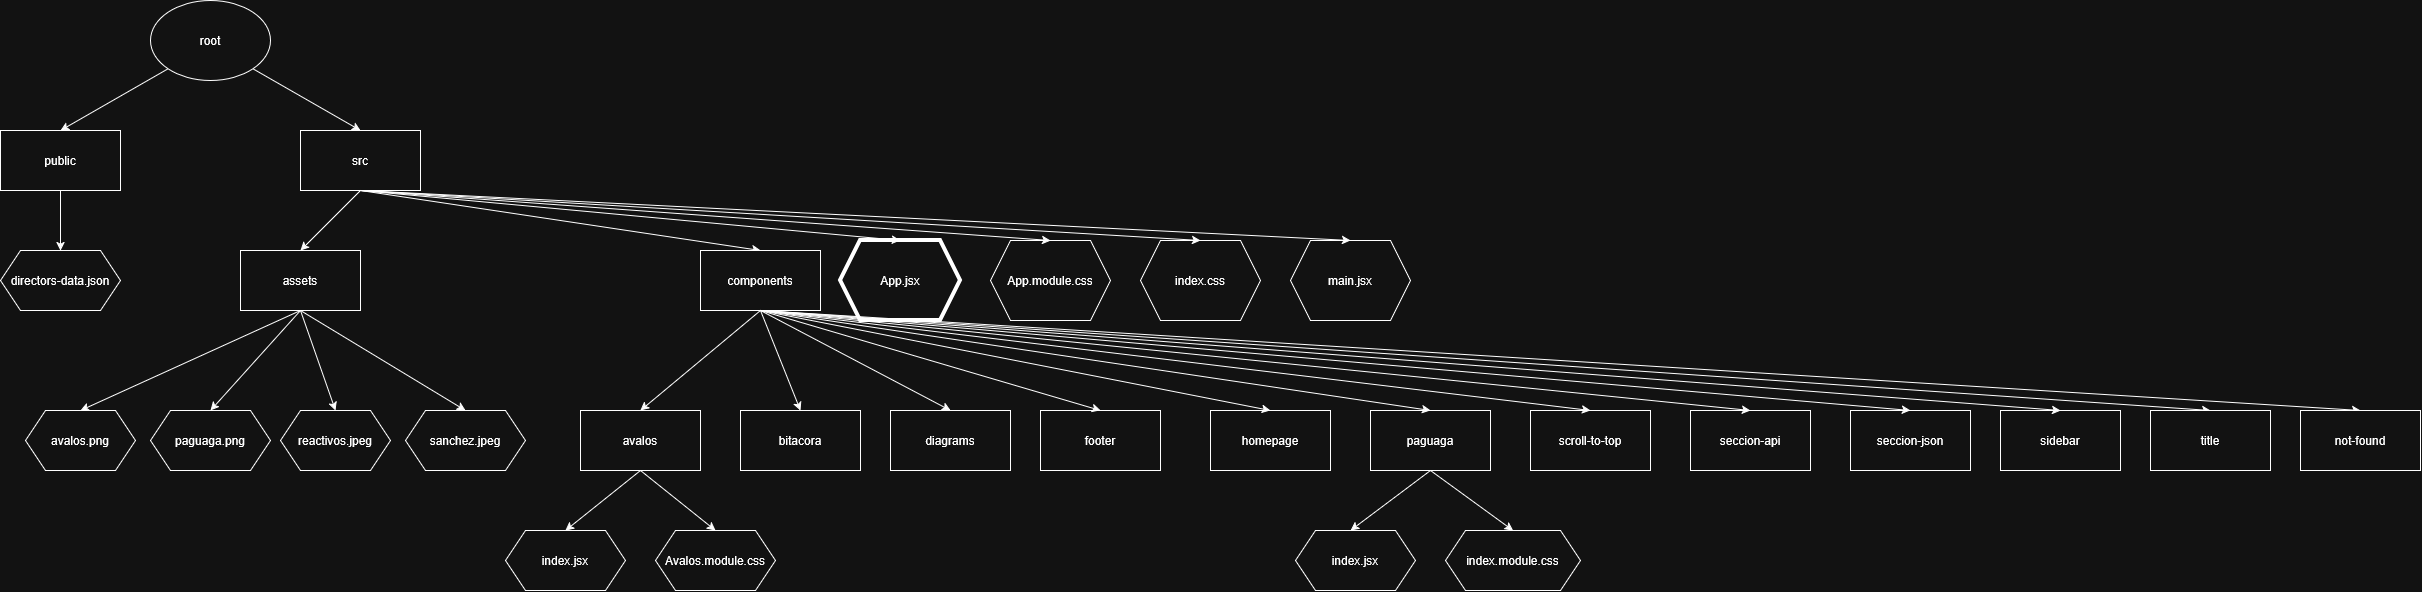 root
public
src
directors-data.json
assets
components
App.jsx
App.module.css
index.css
main.jsx
avalos.png
paguaga.png
reactivos.jpeg
sanchez.jpeg
avalos
bitacora
diagrams
footer
homepage
paguaga
scroll-to-top
seccion-api
seccion-json
sidebar
title
not-found
index.jsx
Avalos.module.css
index.jsx
index.module.css